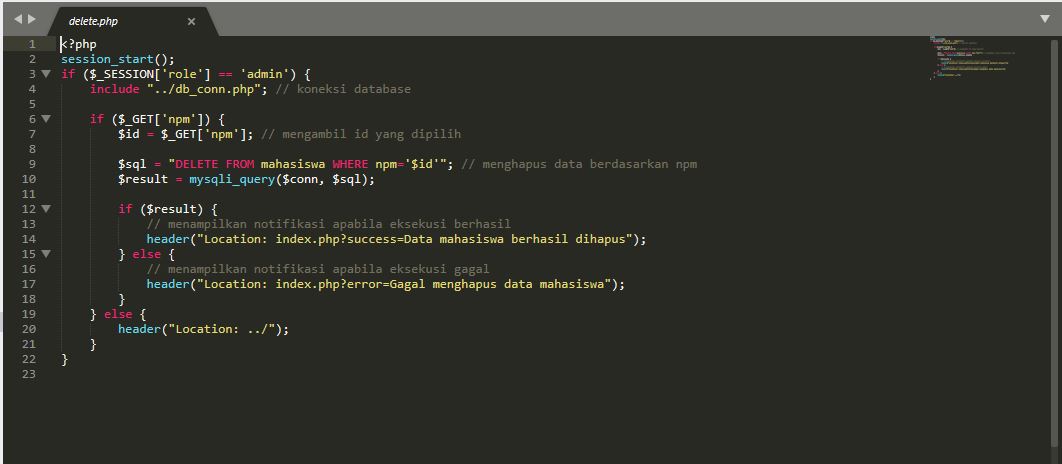 delete.php
1 <?php
2 session_start();
3 if ($_SESSION['role'] == 'admin') {
4 include "../db_conn.php"; // koneksi database
5
6 if ($_GET['npm']) {
7 $id = $_GET['npm']; // mengambil id yang dipilih
8
9 $sql = "DELETE FROM mahasiswa WHERE npm='$id'"; // menghapus data berdasarkan npm
10 $result = mysqli_query($conn, $sql);
11
12 if ($result) {
13 // menampilkan notifikasi apabila eksekusi berhasil
14 header("Location: index.php?success=Data mahasiswa berhasil dihapus");
15 } else {
16 // menampilkan notifikasi apabila eksekusi gagal
17 header("Location: index.php?error=Gagal menghapus data mahasiswa");
18 }
19 } else {
20 header("Location: ../");
21 }
22 }
23